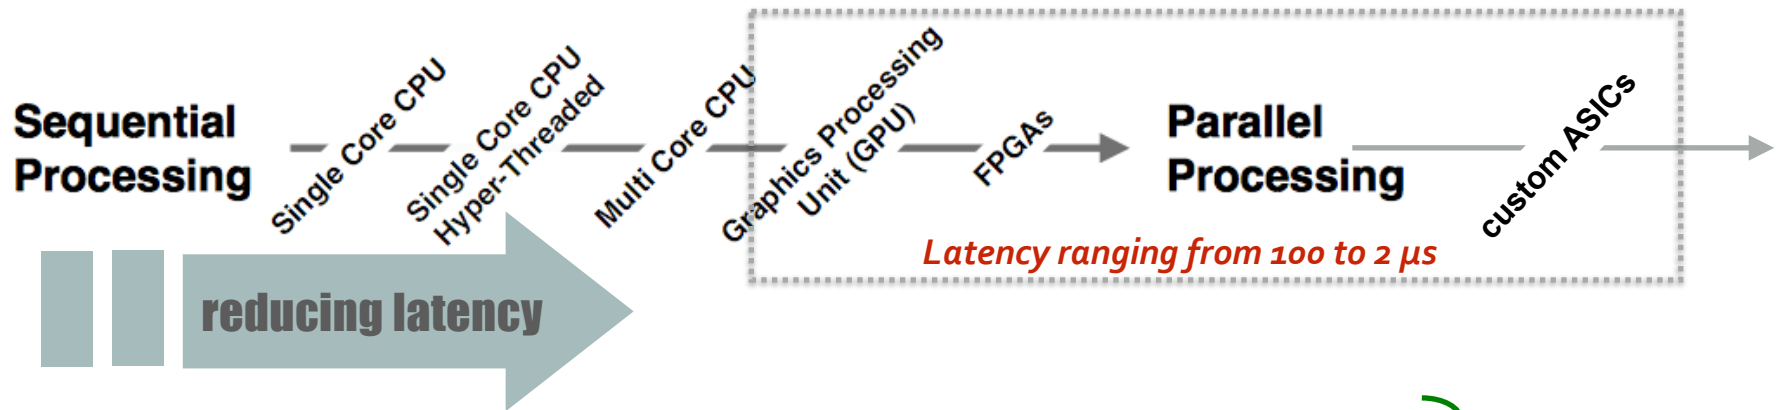 Sequential
Processing
Single Core CPU
Single Core CPU
Hyper-Threaded
Multi Core CPU
Graphics Processing
Unit (GPU)
FPGAs
Parallel
Processing
custom ASICs
Latency ranging from 100 to 2 μs
reducing latency